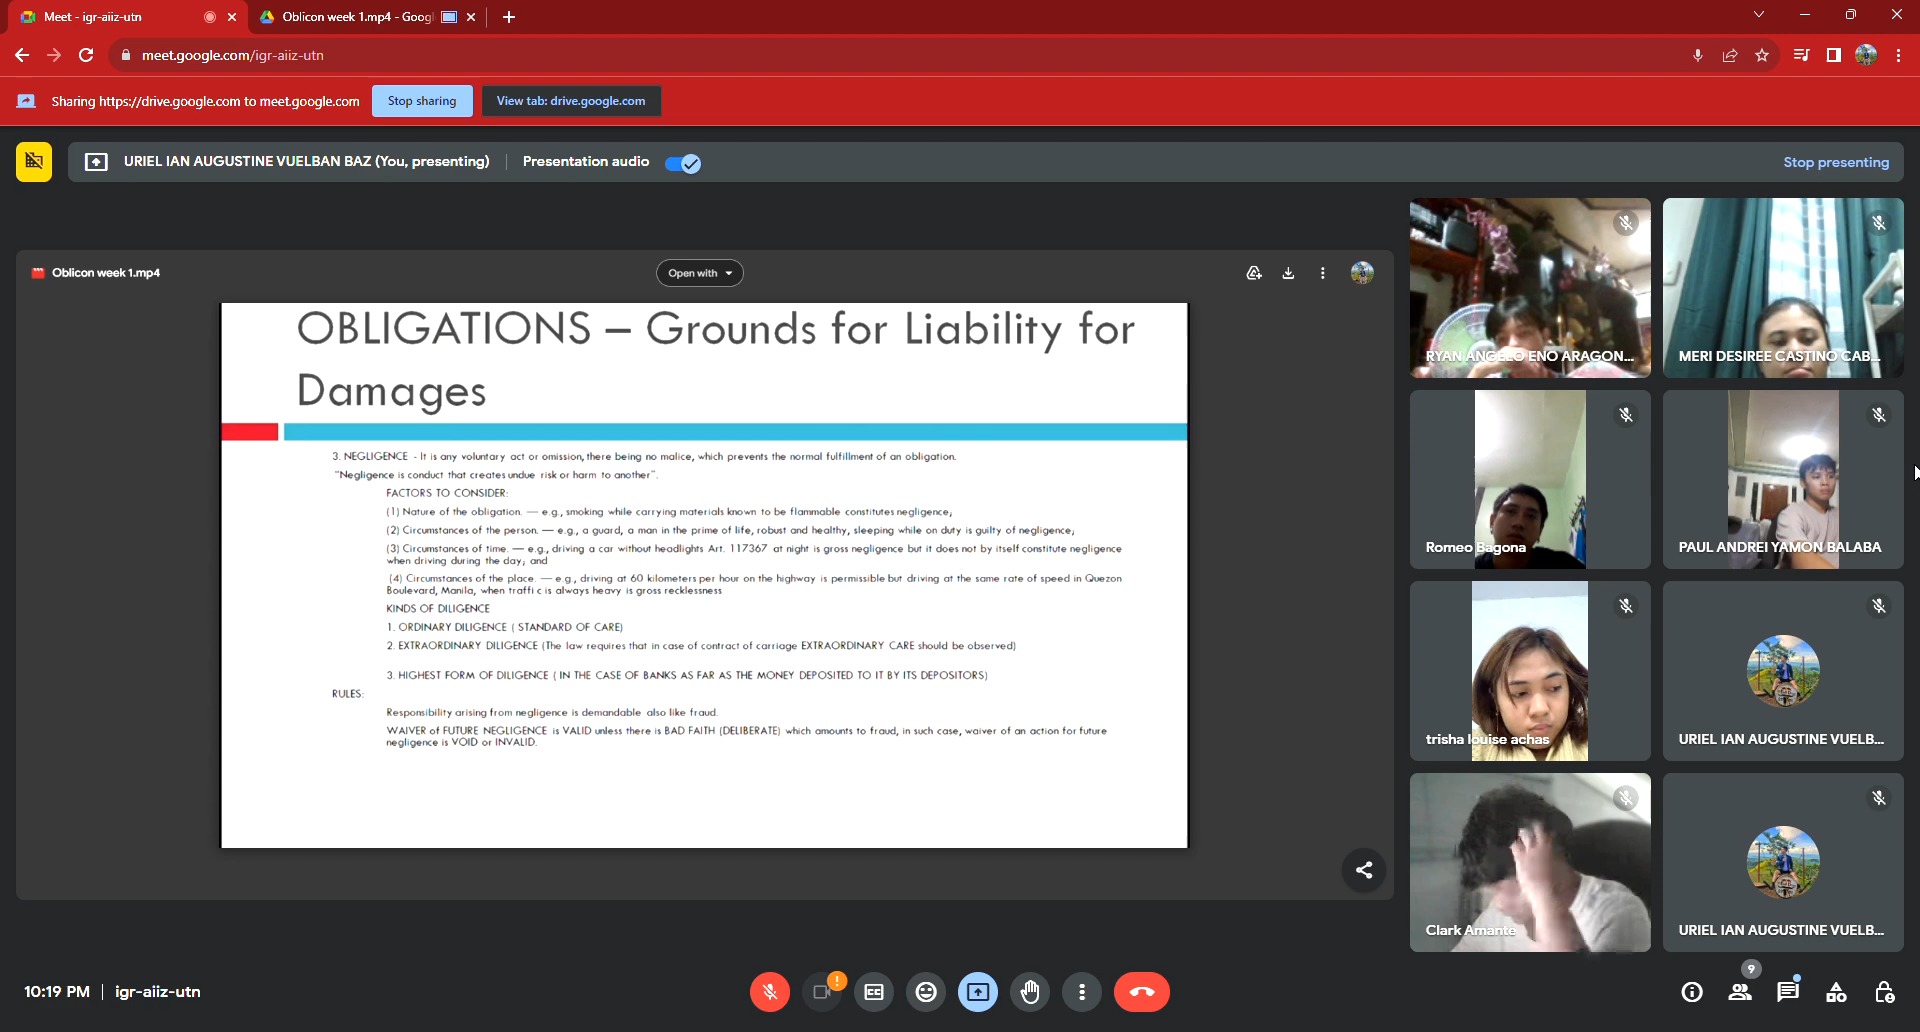 Meet - igr-aiiz-utn
Oblicon week 1.mp4 - Googl
meet.google.com/igr-aiiz-utn
Sharing https://drive.google.com to meet.google.com
Stop sharing
View tab: drive.google.com
URIEL IAN AUGUSTINE VUELBAN BAZ (You, presenting)
Presentation audio
Stop presenting
Oblicon week 1.mp4
Open with
OBLIGATIONS – Grounds for Liability for
Damages
3. NEGLIGENCE - It is any voluntary act or omission, there being no malice, which prevents the normal fulfillment of an obligation.
"Negligence is conduct that creates undue risk or harm to another".
FACTORS TO CONSIDER:
(1) Nature of the obligation. — e.g., smoking while carrying materials known to be flammable constitutes negligence;
(2) Circumstances of the person. — e.g., a guard, a man in the prime of life, robust and healthy, sleeping while on duty is guilty of negligence;
(3) Circumstances of time. — e.g., driving a car without headlights Art. 117367 at night is gross negligence but it does not by itself constitute negligence
when driving during the day; and
(4) Circumstances of the place. — e.g., driving at 60 kilometers per hour on the highway is permissible but driving at the same rate of speed in Quezon
Boulevard, Manila, when traffi c is always heavy is gross recklessness
KINDS OF DILIGENCE
1. ORDINARY DILIGENCE ( STANDARD OF CARE)
2. EXTRAORDINARY DILIGENCE (The law requires that in case of contract of carriage EXTRAORDINARY CARE should be observed)
3. HIGHEST FORM OF DILIGENCE ( IN THE CASE OF BANKS AS FAR AS THE MONEY DEPOSITED TO IT BY ITS DEPOSITORS)
RULES:
Responsibility arising from negligence is demandable also like fraud.
WAIVER of FUTURE NEGLIGENCE is VALID unless there is BAD FAITH (DELIBERATE) which amounts to fraud, in such case, waiver of an action for future
negligence is VOID or INVALID.
RYAN ANGELO ENO ARAGON...
MERI DESIREE CASTINO CAB...
Romeo Bagona
PAUL ANDREI YAMON BALABA
trisha louise achas
URIEL IAN AUGUSTINE VUELB...
Clark Amante
URIEL IAN AUGUSTINE VUELB...
10:19 PM | igr-aiiz-utn
!
CC
9